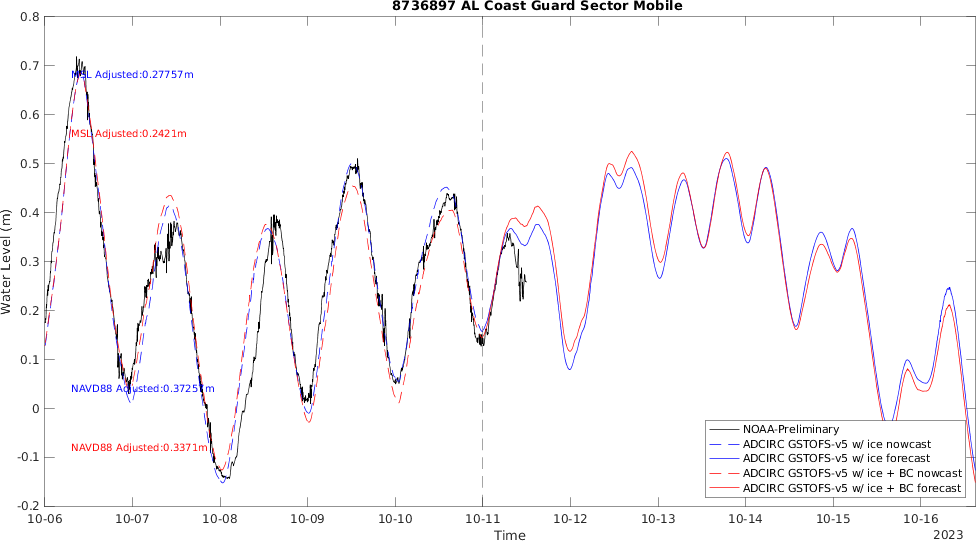 8736897 AL Coast Guard Sector Mobile
0.8
0.7
0.6
0.5
0.4
0.3
0.2
0.1
0
-0.1
-0.2
Water Level (m)
MSL Adjusted:0.27757m
MSL Adjusted:0.2421m
NAVD88 Adjusted:0.37257m
NAVD88 Adjusted:0.3371m
NOAA-Preliminary
ADCIRC GSTOFS-v5 w/ ice nowcast
ADCIRC GSTOFS-v5 w/ ice forecast
ADCIRC GSTOFS-v5 w/ ice + BC nowcast
ADCIRC GSTOFS-v5 w/ ice + BC forecast
10-06 10-07 10-08 10-09 10-10 10-11 10-12 10-13 10-14 10-15 10-16
Time
2023